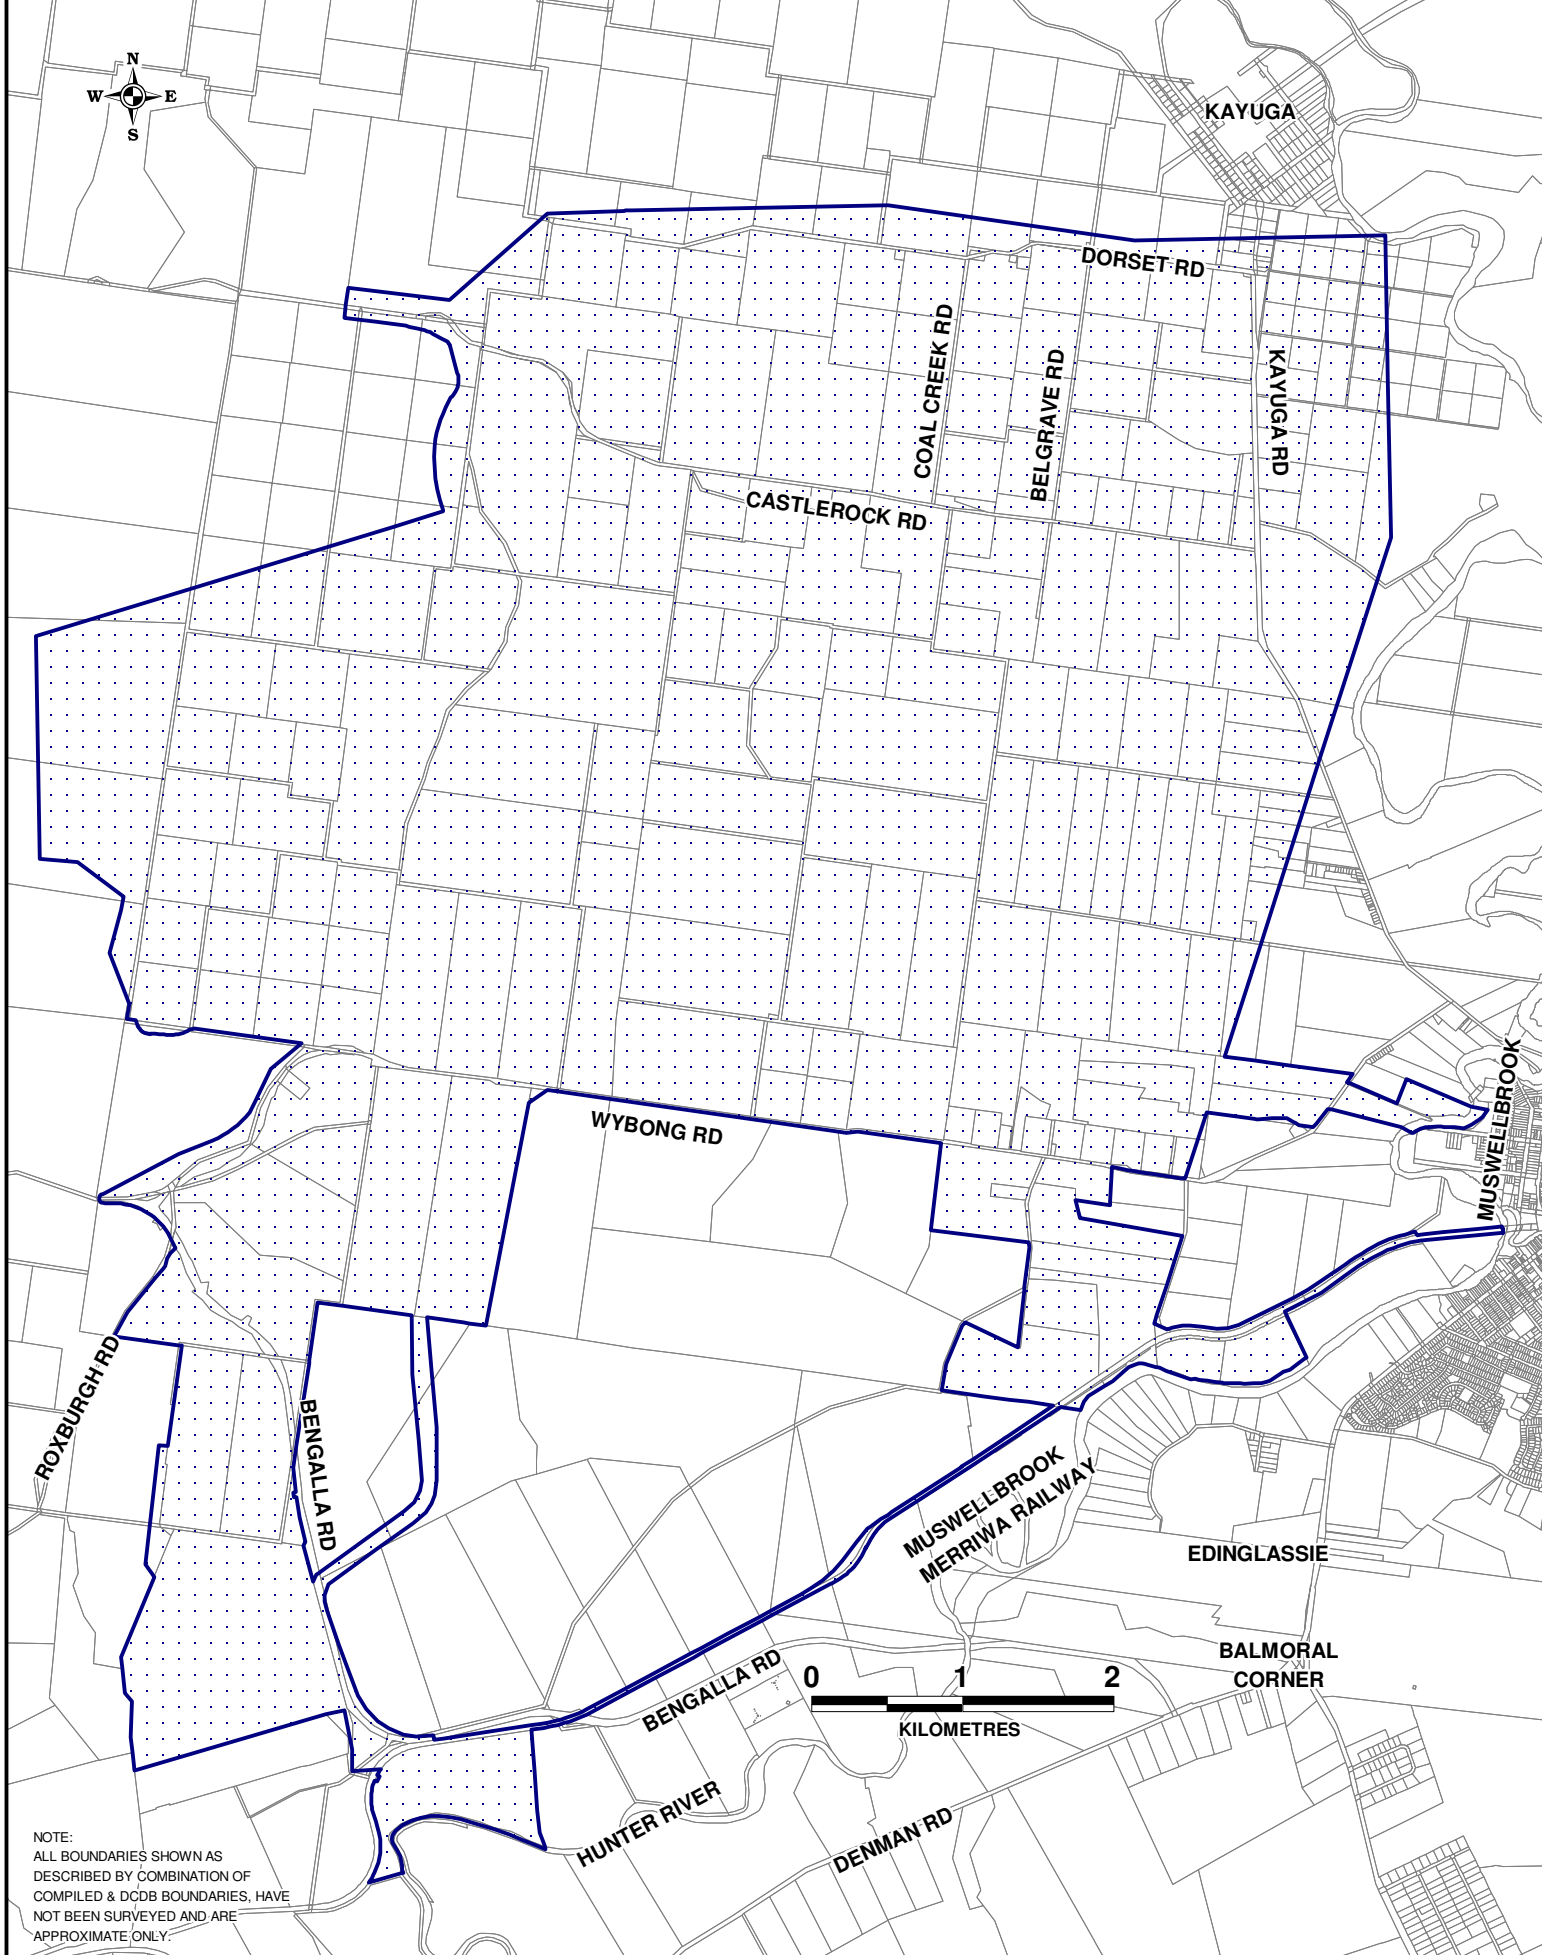 N
W E
S
KAYUGA
DORSET RD
COAL CREEK RD
BELGRAVE RD
KAYUGA RD
CASTLEROCK RD
WYBONG RD
MUSWELLBROOK
ROXBURGH RD
BENGALLA RD
MUSWELLBROOK
MERRIWA RAILWAY
EDINGLASSIE
BALMORAL
CORNER
BENGALLA RD
0 1 2
KILOMETRES
HUNTER RIVER
DENMAN RD
NOTE:
ALL BOUNDARIES SHOWN AS
DESCRIBED BY COMBINATION OF
COMPILED & DCDB BOUNDARIES, HAVE
NOT BEEN SURVEYED AND ARE
APPROXIMATE ONLY.